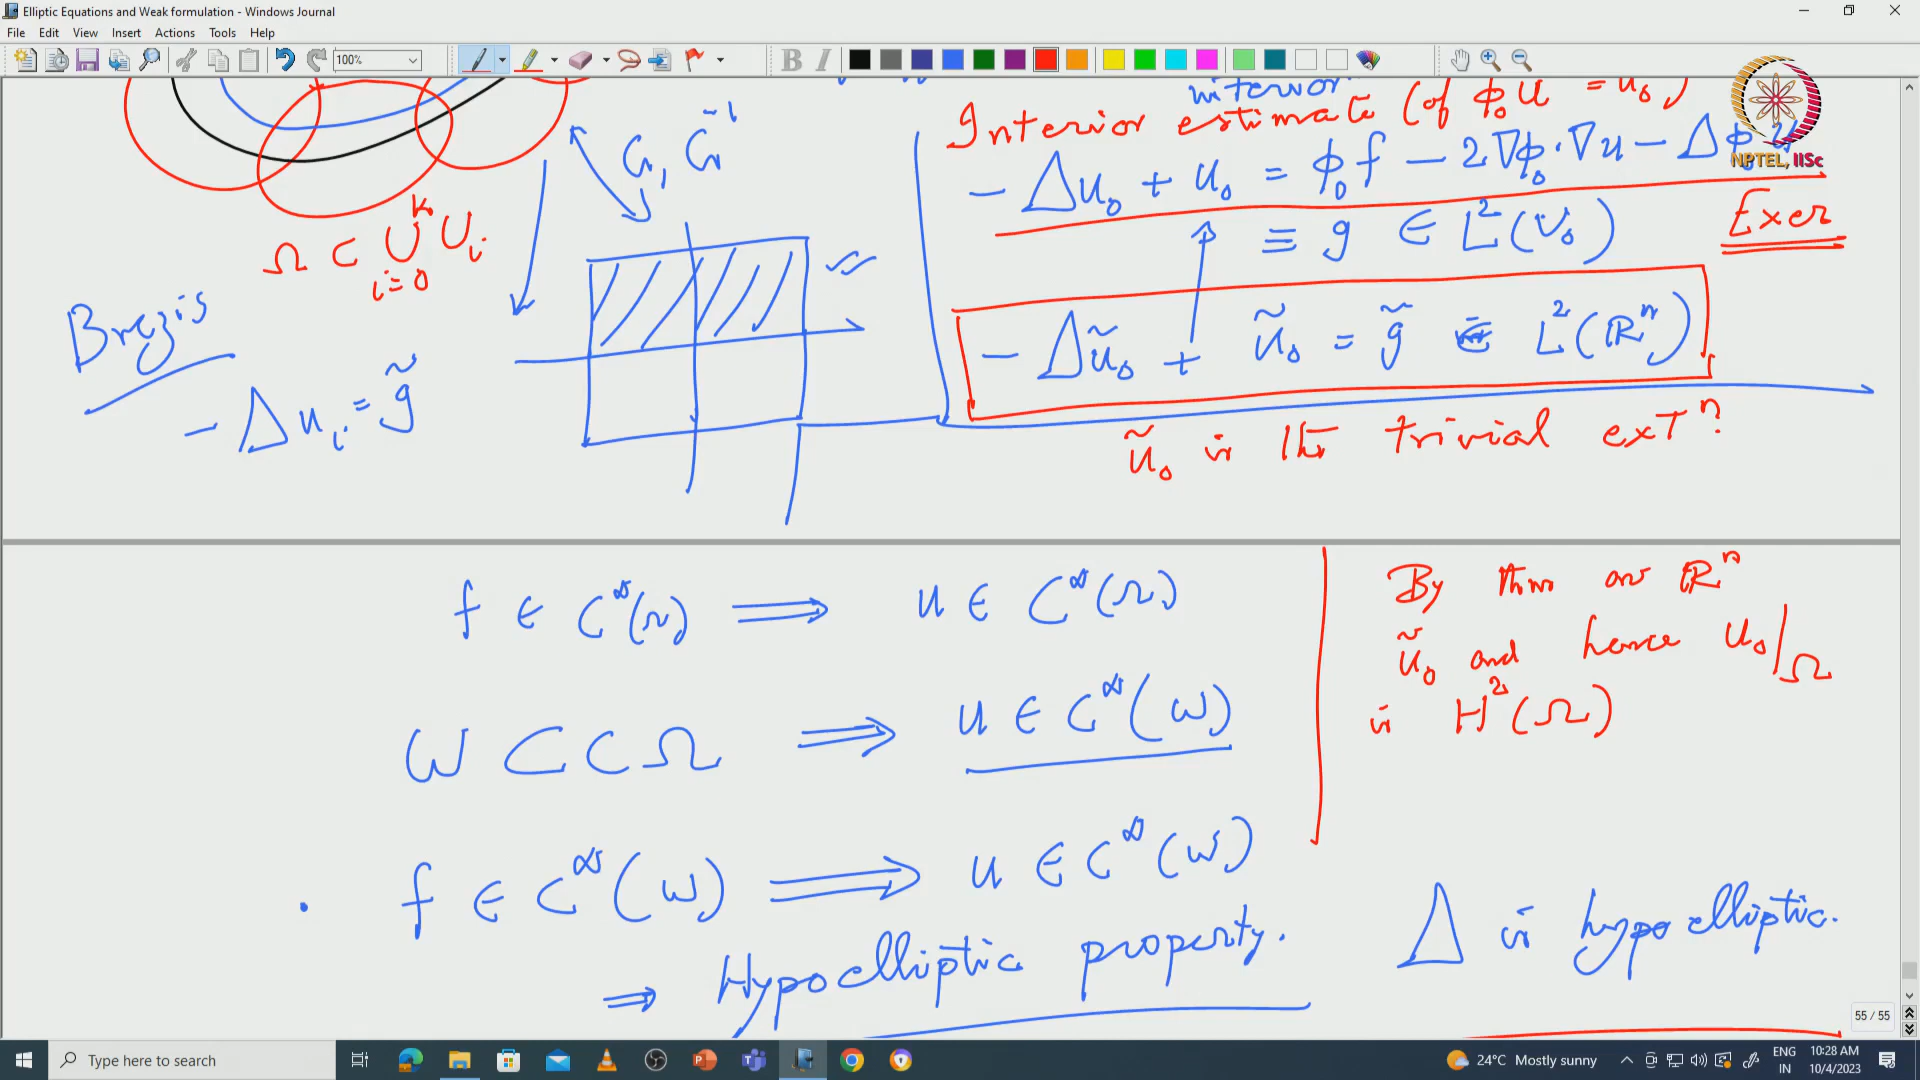 Elliptic Equations and Weak formulation - Windows Journal
File Edit View Insert Actions Tools Help
100%
NPTEL, IISc
interior
Interior estimate (of ϕ₀u = u₀)
G, G⁻¹
- Δu₀ + u₀ = ϕ₀f - 2∇ϕ₀·∇u - Δϕ₀u
≡ g ∈ L²(U₀)
Exer
Ω ⊂ ⋃ᵢ₌₀ᵏ Uᵢ
Brezis
- Δũ₀ + ũ₀ = g̃ ∈ L²(ℝⁿ)
- Δuᵢ = g̃
ũ₀ is the trivial extⁿ
f ∈ C^∞(Ω) ⟹ u ∈ C^∞(Ω)
By thm on ℝⁿ
ũ₀ and hence u₀|Ω
is H²(Ω)
ω ⊂⊂ Ω ⟹ u ∈ C^∞(ω)
· f ∈ C^∞(ω) ⟹ u ∈ C^∞(ω)
⇒ Hypoelliptic property.
Δ is hypoelliptic.
55 / 55
Type here to search
24°C Mostly sunny
ENG
IN
10:28 AM
10/4/2023